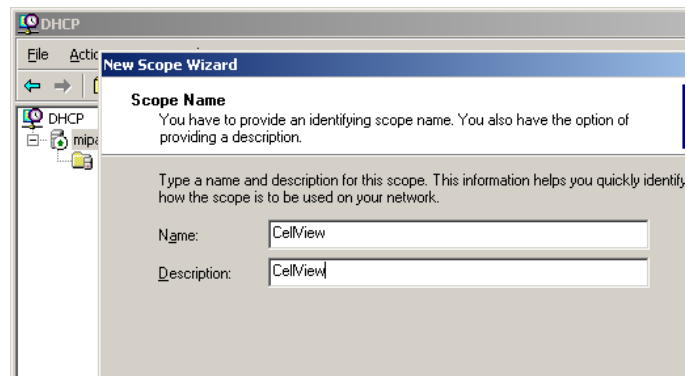 DHCP
File Actio
New Scope Wizard
Scope Name
You have to provide an identifying scope name. You also have the option of
providing a description.
DHCP
mipa
Type a name and description for this scope. This information helps you quickly identify
how the scope is to be used on your network.
Name: CellView
Description: CellView